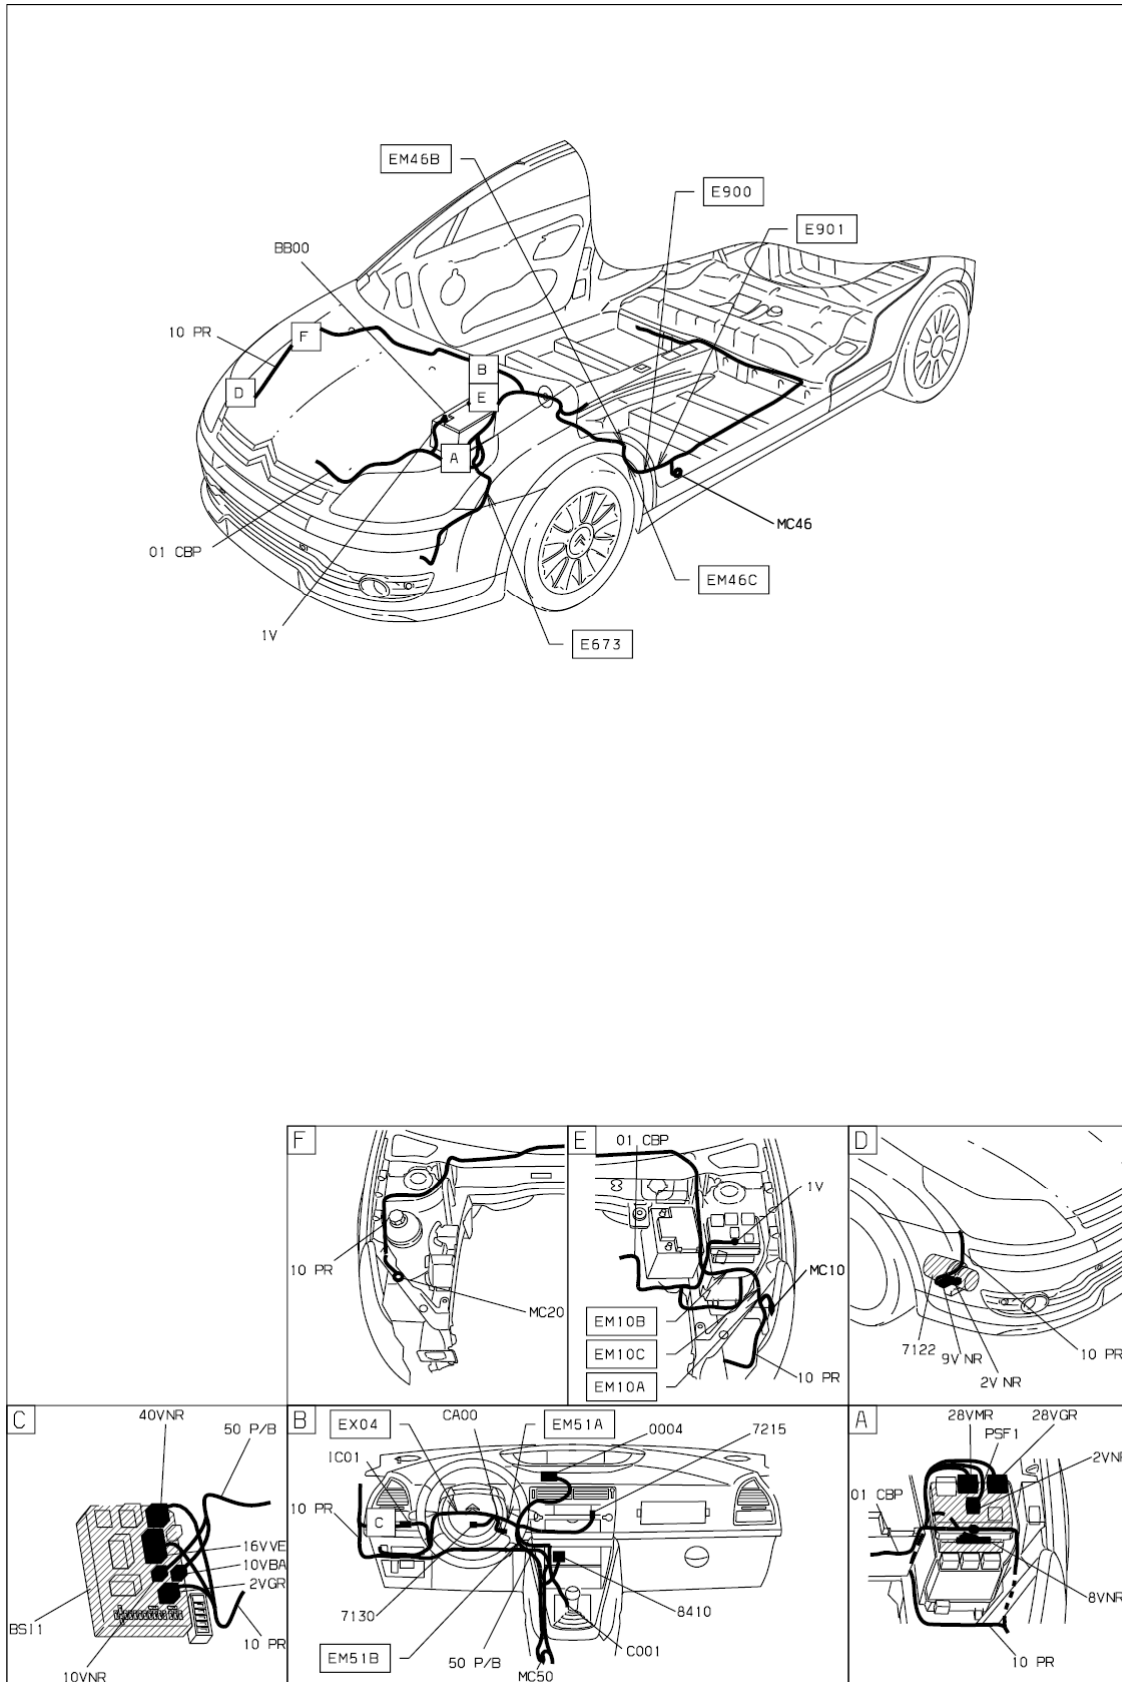 EM46B
E900
E901
BB00
10 PR
F
B
E
D
A
MC46
01 CBP
EM46C
1V
E673
F
10 PR
MC20
E
01 CBP
1V
MC10
EM10B
EM10C
EM10A
10 PR
D
7122
9V NR
10 PR
2V NR
C
40VNR
50 P/B
16VVE
10VBA
2VGR
BSI1
10 PR
10VNR
B
EX04
CA00
EM51A
0004
7215
IC01
10 PR
C
7130
8410
EM51B
50 P/B
C001
MC50
A
28VMR
28VGR
PSF1
2VNR
01 CBP
8VNR
10 PR